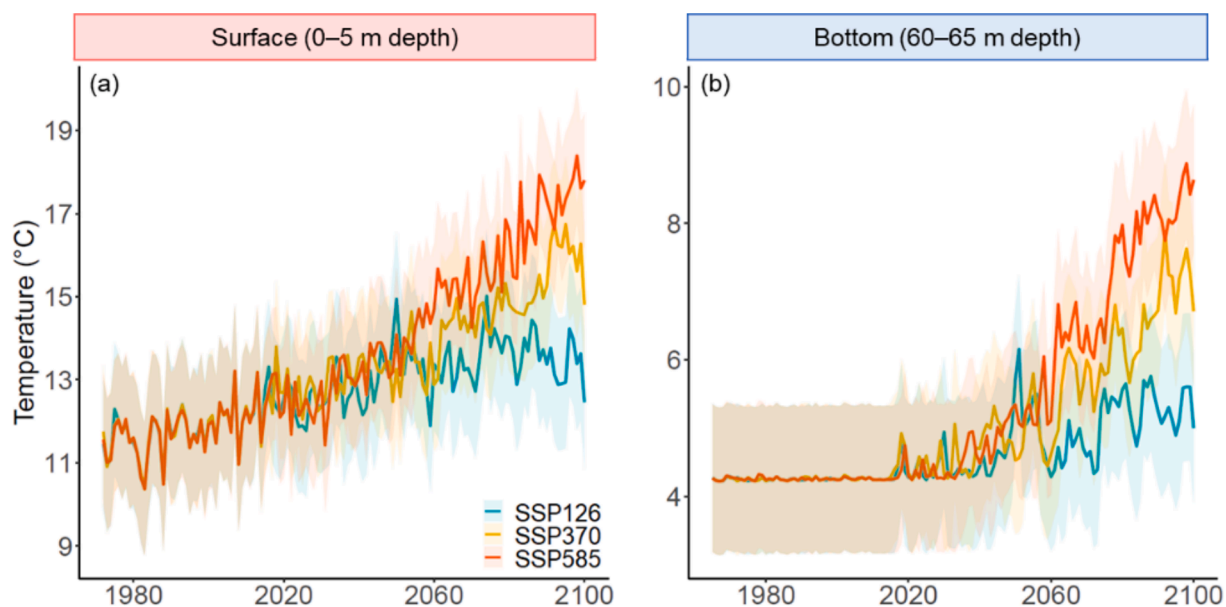 Surface (0–5 m depth)
Bottom (60–65 m depth)
(a)
(b)
Temperature (°C)
19
17
15
13
11
9
10
8
6
4
SSP126
SSP370
SSP585
1980
2020
2060
2100
1980
2020
2060
2100